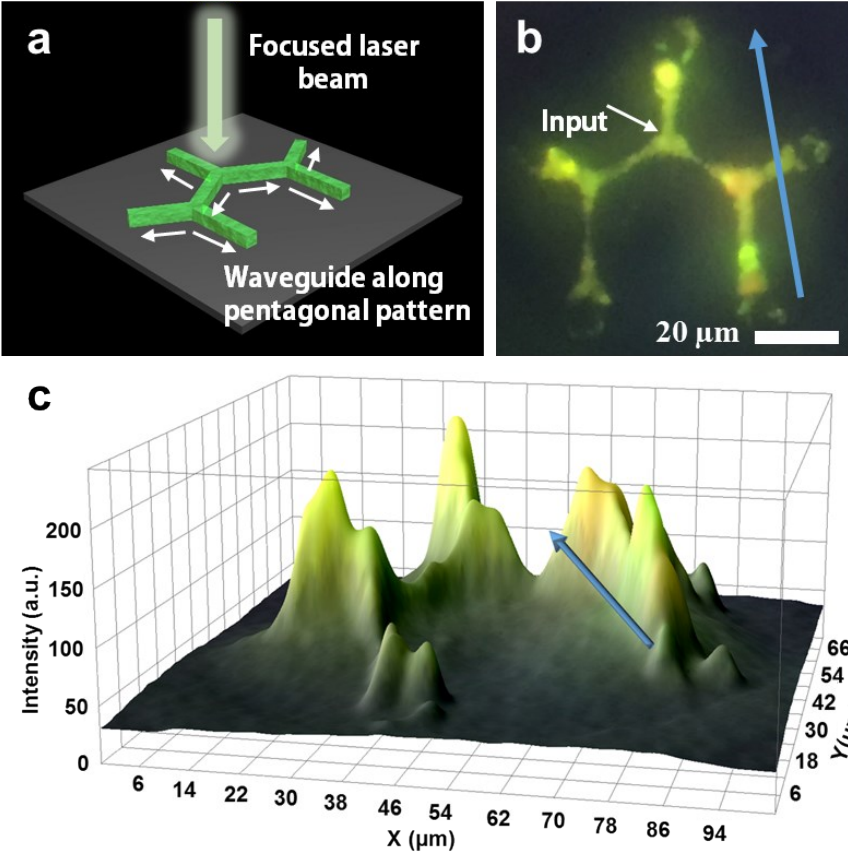 a
Focused laser
beam
Waveguide along
pentagonal pattern
b
Input
20 µm
c
Intensity (a.u.)
200
150
100
50
0
6 14 22 30 38 46 54 62 70 78 86 94
X (µm)
66
54
42
30
18
6